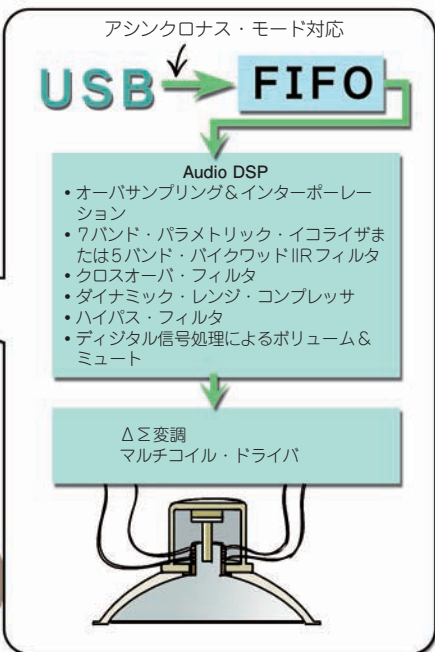 アシンクロナス・モード対応
USB
FIFO
Audio DSP
• オーバサンプリング&インターポーレー
ション
• 7バンド・パラメトリック・イコライザま
たは5バンド・バイクワッドIIRフィルタ
• クロスオーバ・フィルタ
• ダイナミック・レンジ・コンプレッサ
• ハイパス・フィルタ
• ディジタル信号処理によるボリューム&
ミュート
ΔΣ変調
マルチコイル・ドライバ